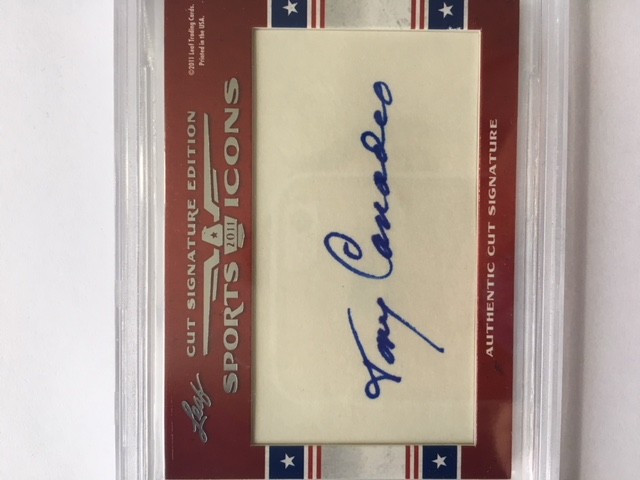 Leaf
CUT SIGNATURE EDITION
SPORTS 2011 ICONS
©2011 Leaf Trading Cards.
Printed in the USA.
Tony Canadeo
AUTHENTIC CUT SIGNATURE